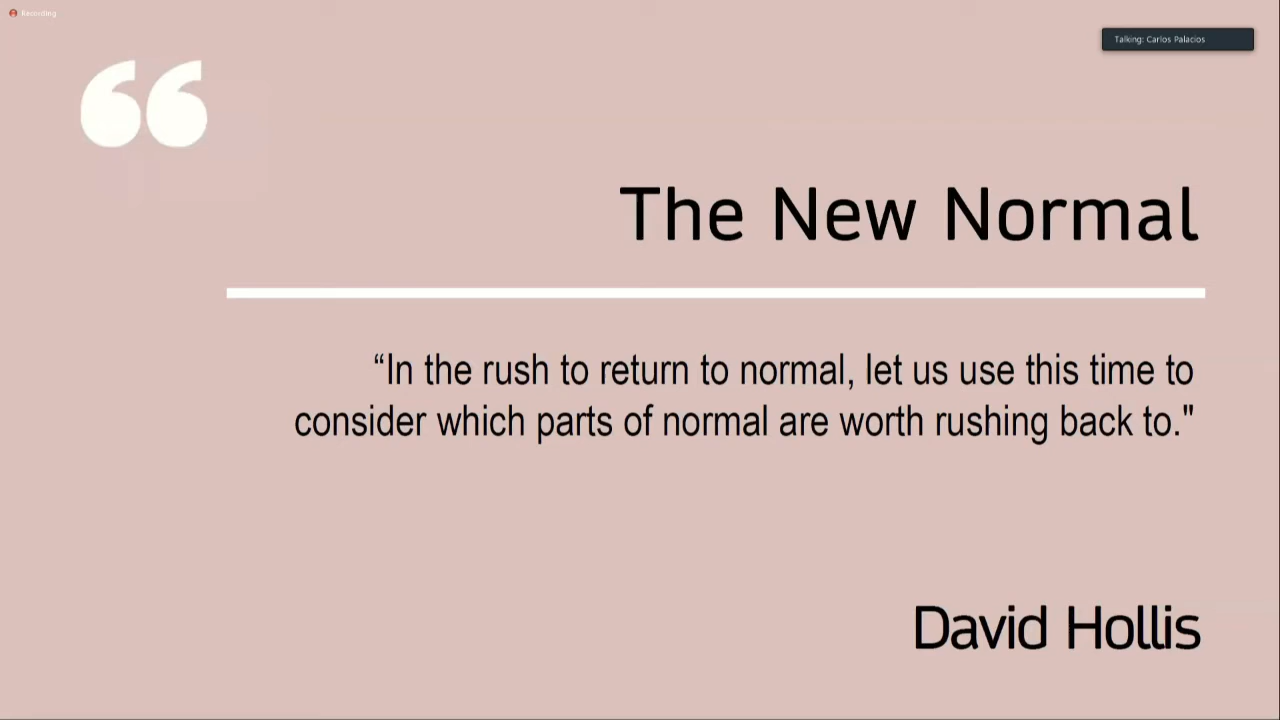 Recording
Talking: Carlos Palacios
“
The New Normal
“In the rush to return to normal, let us use this time to
consider which parts of normal are worth rushing back to."
David Hollis